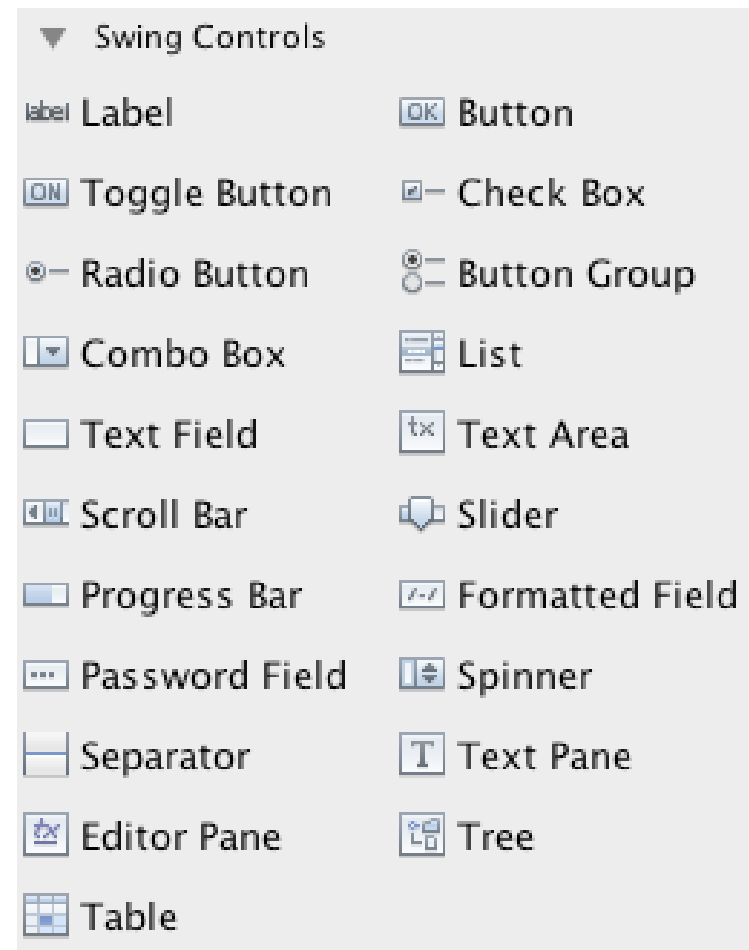 Swing Controls
label Label OK Button
ON Toggle Button Check Box
Radio Button Button Group
Combo Box List
Text Field tx Text Area
Scroll Bar Slider
Progress Bar Formatted Field
Password Field Spinner
Separator T Text Pane
tx Editor Pane Tree
Table